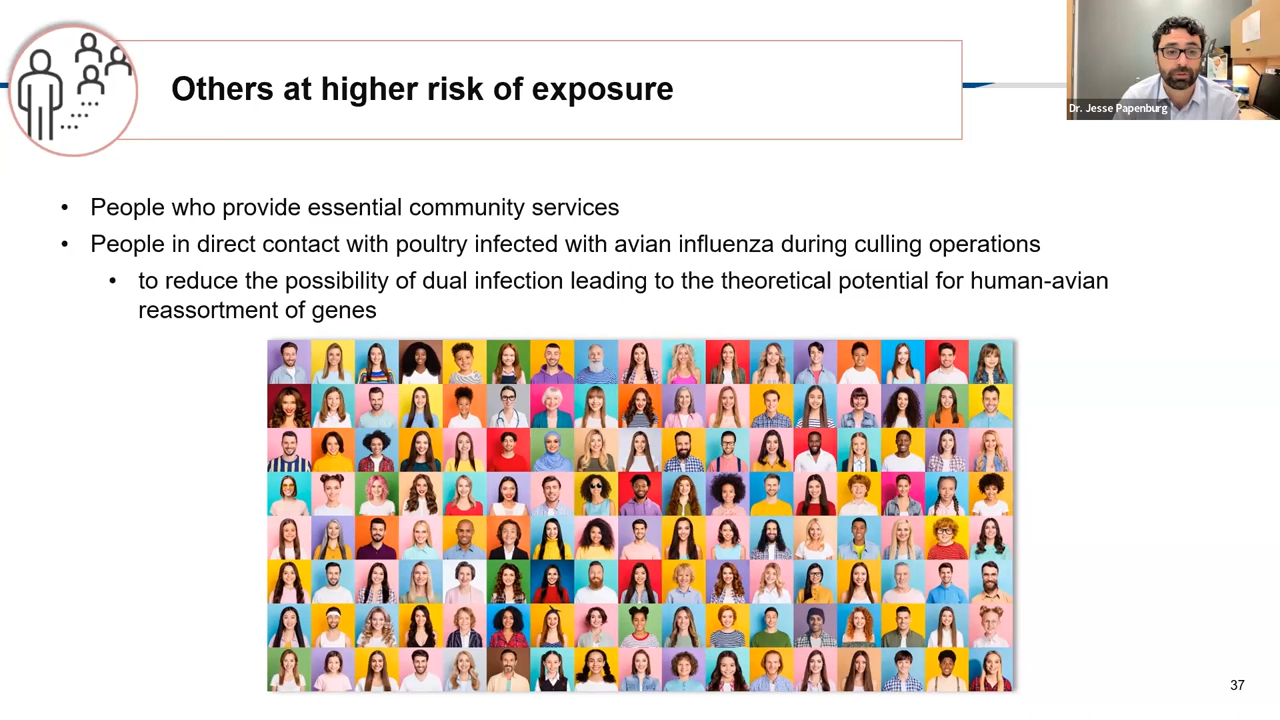 Others at higher risk of exposure
Dr. Jesse Papenburg
• People who provide essential community services
• People in direct contact with poultry infected with avian influenza during culling operations
• to reduce the possibility of dual infection leading to the theoretical potential for human-avian
reassortment of genes
37